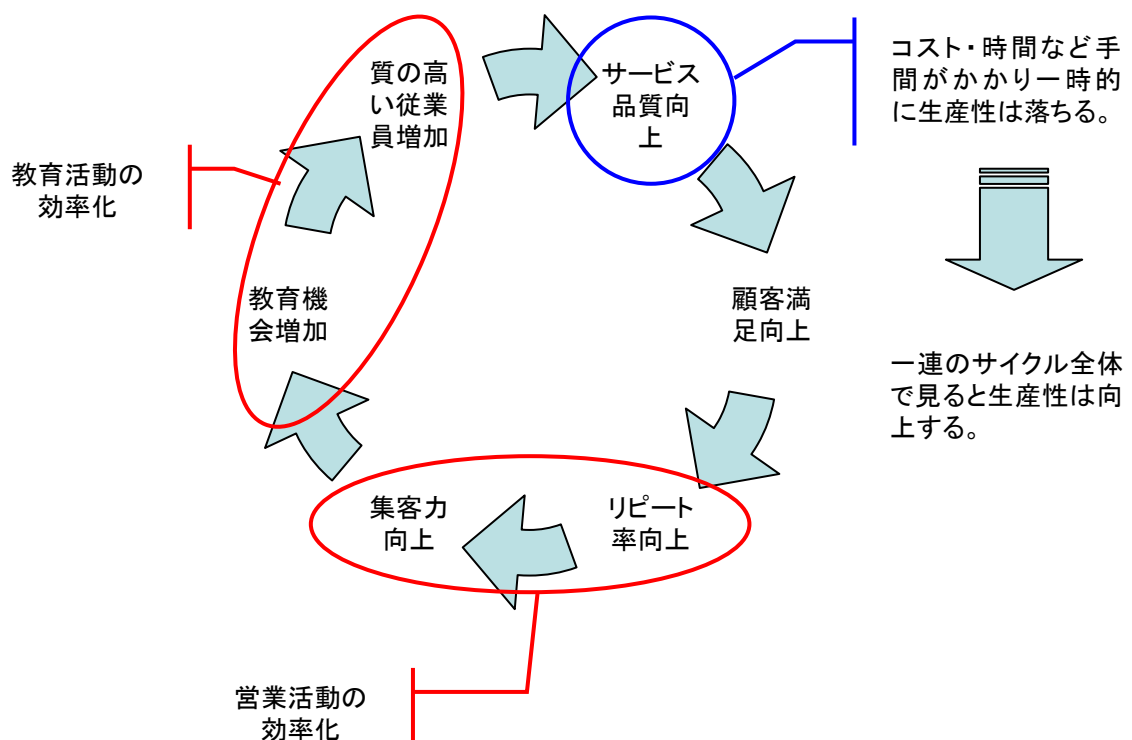 質の高
い従業
員増加
サービス
品質向
上
コスト・時間など手
間がかかり一時的
に生産性は落ちる。
教育活動の
効率化
教育機
会増加
顧客満
足向上
一連のサイクル全体
で見ると生産性は向
上する。
集客力
向上
リピート
率向上
営業活動の
効率化